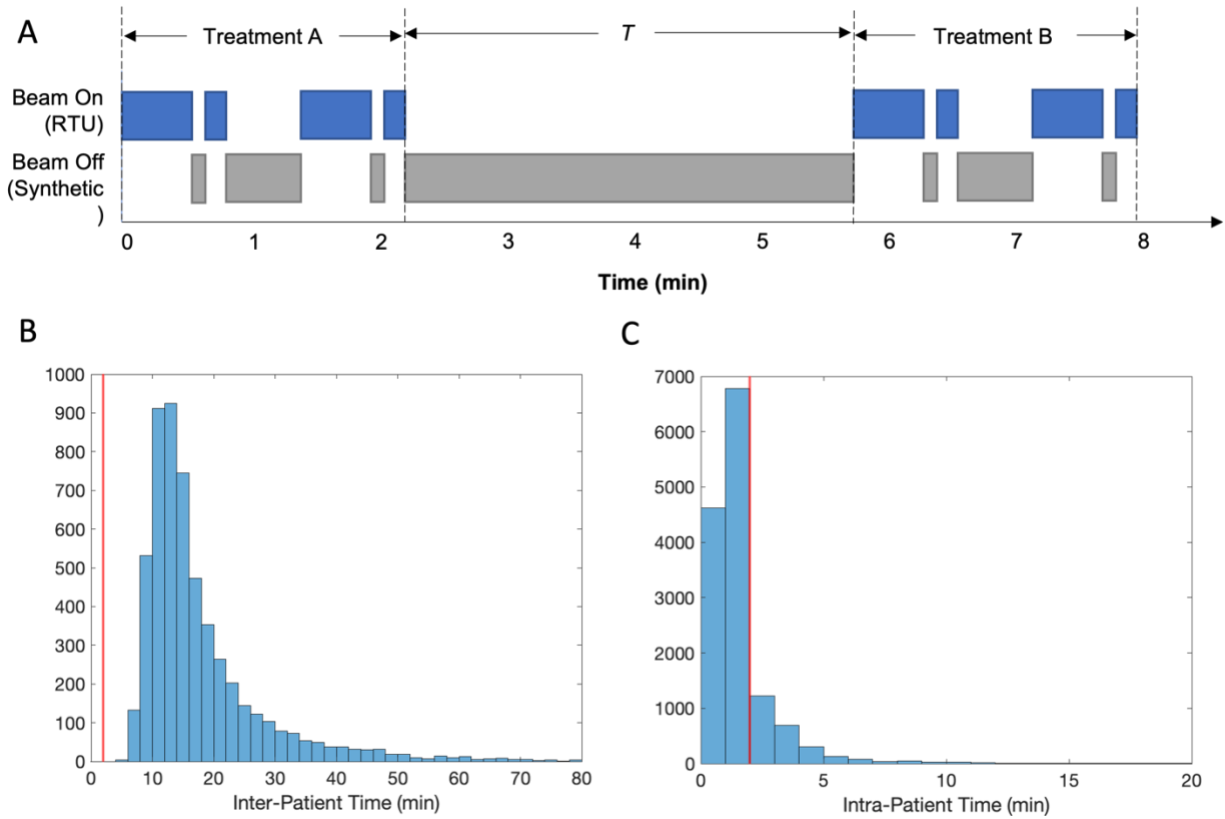 A
Treatment A
T
Treatment B
Beam On
(RTU)
Beam Off
(Synthetic
)
0 1 2 3 4 5 6 7 8
Time (min)
B
1000
900
800
700
600
500
400
300
200
100
0
0 10 20 30 40 50 60 70 80
Inter-Patient Time (min)
C
7000
6000
5000
4000
3000
2000
1000
0
0 5 10 15 20
Intra-Patient Time (min)